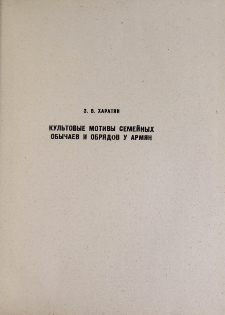 З. В. ХАРАТЯН
КУЛЬТОВЫЕ МОТИВЫ СЕМЕЙНЫХ
ОБЫЧАЕВ И ОБРЯДОВ У АРМЯН